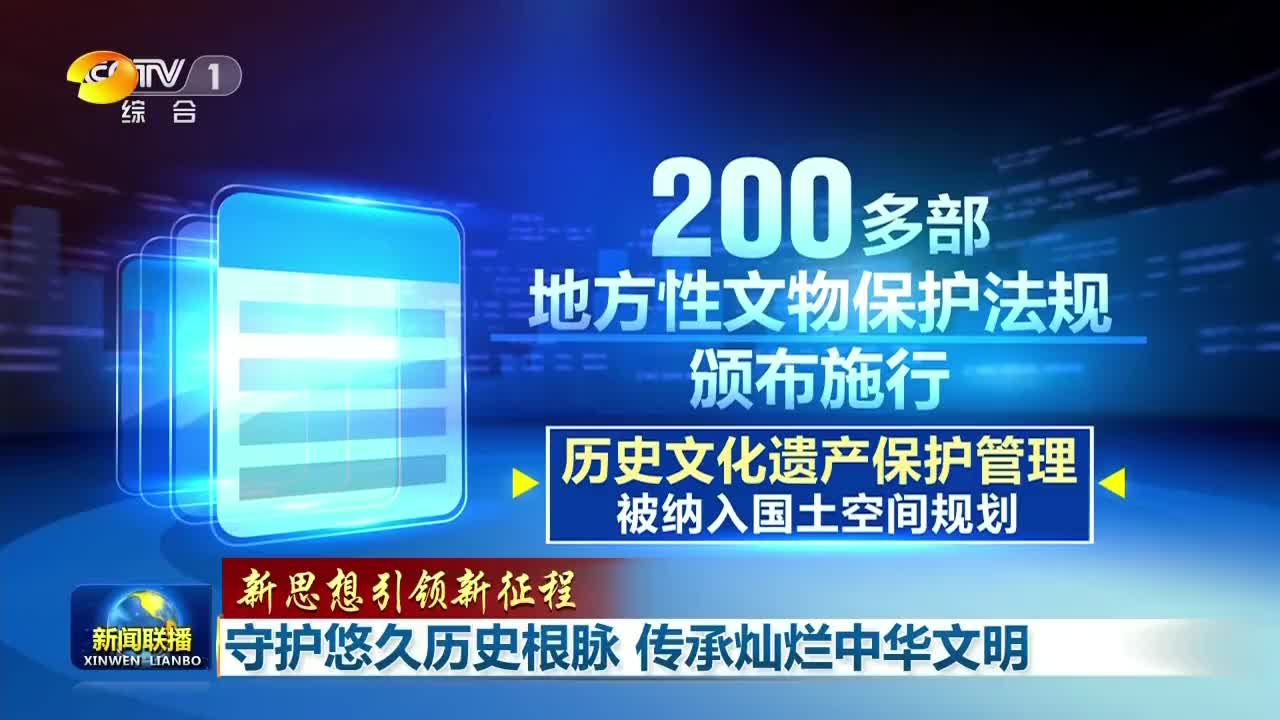 CCTV 1
综合
200多部
地方性文物保护法规
颁布施行
历史文化遗产保护管理
被纳入国土空间规划
新思想引领新征程
新闻联播
XINWEN LIANBO
守护悠久历史根脉 传承灿烂中华文明